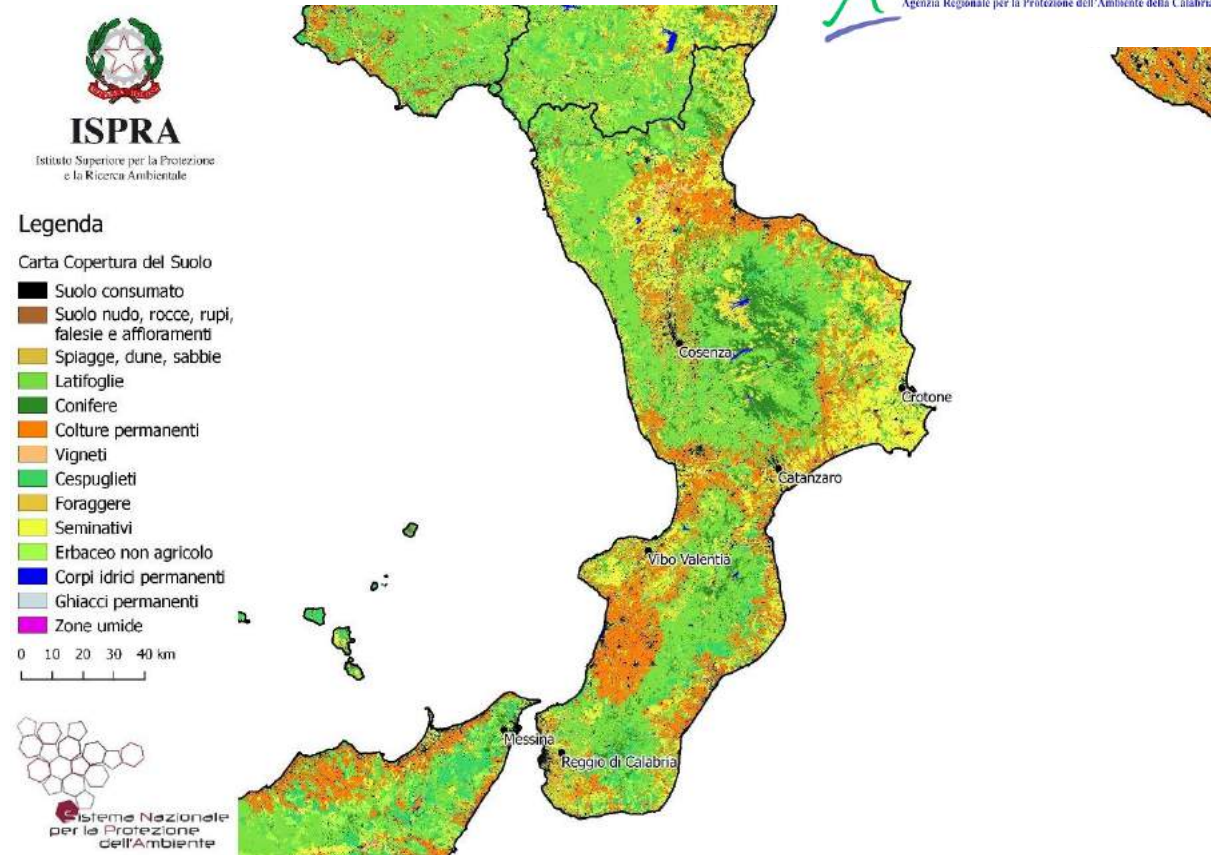 Agenzia Regionale per la Protezione dell'Ambiente della Calabria
ISPRA
Istituto Superiore per la Protezione
e la Ricerca Ambientale
Legenda
Carta Copertura del Suolo
Suolo consumato
Suolo nudo, rocce, rupi,
falesie e affioramenti
Spiagge, dune, sabbie
Latifoglie
Conifere
Colture permanenti
Vigneti
Cespuglieti
Foraggere
Seminativi
Erbaceo non agricolo
Corpi idrici permanenti
Ghiacci permanenti
Zone umide
0 10 20 30 40 km
Sistema Nazionale
per la Protezione
dell'Ambiente
Cosenza
Crotone
Catanzaro
Vibo Valentia
Messina
Reggio di Calabria